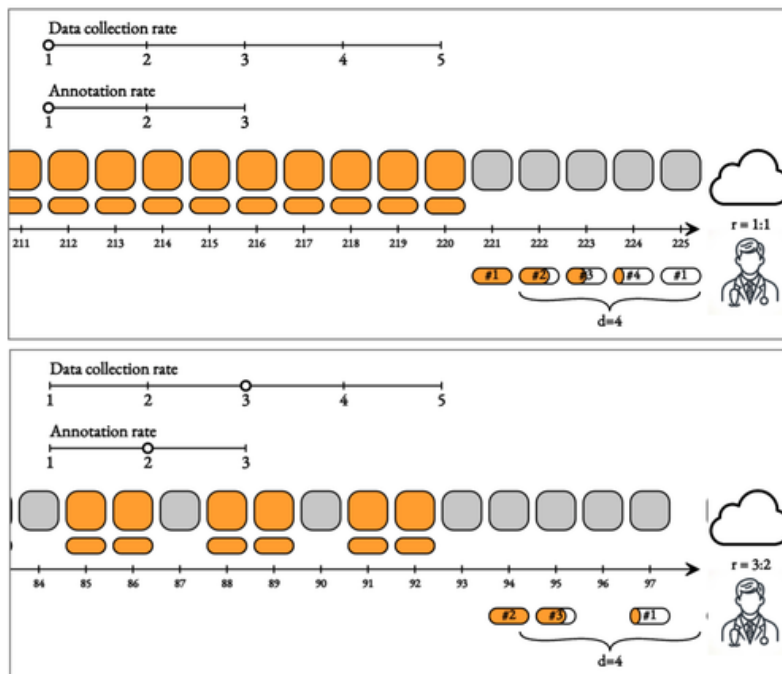 Data collection rate
1 2 3 4 5
Annotation rate
1 2 3
r = 1:1
211 212 213 214 215 216 217 218 219 220 221 222 223 224 225
#1 #2 #3 #4 #1
d=4
Data collection rate
1 2 3 4 5
Annotation rate
1 2 3
r = 3:2
84 85 86 87 88 89 90 91 92 93 94 95 96 97
#2 #3 #1
d=4